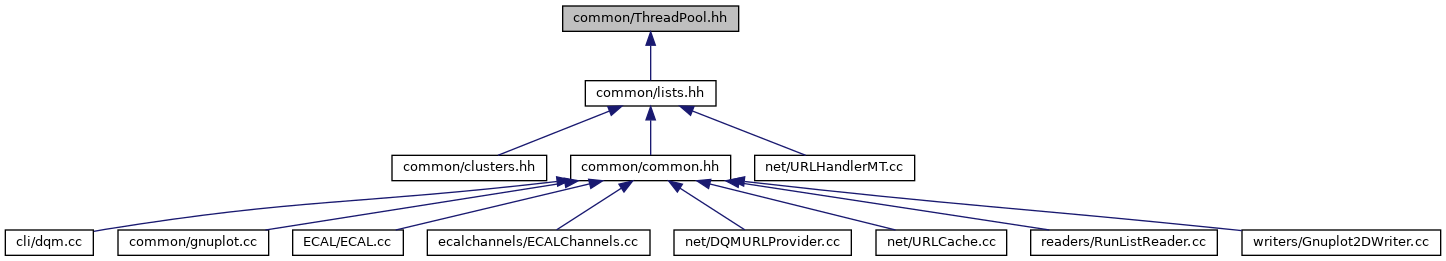 common/ThreadPool.hh
common/lists.hh
common/clusters.hh
common/common.hh
net/URLHandlerMT.cc
cli/dqm.cc
common/gnuplot.cc
ECAL/ECAL.cc
ecalchannels/ECALChannels.cc
net/DQMURLProvider.cc
net/URLCache.cc
readers/RunListReader.cc
writers/Gnuplot2DWriter.cc